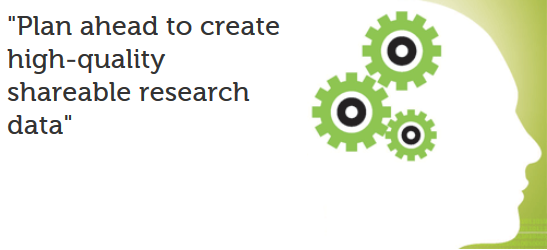 "Plan ahead to create
high-quality
shareable research
data"